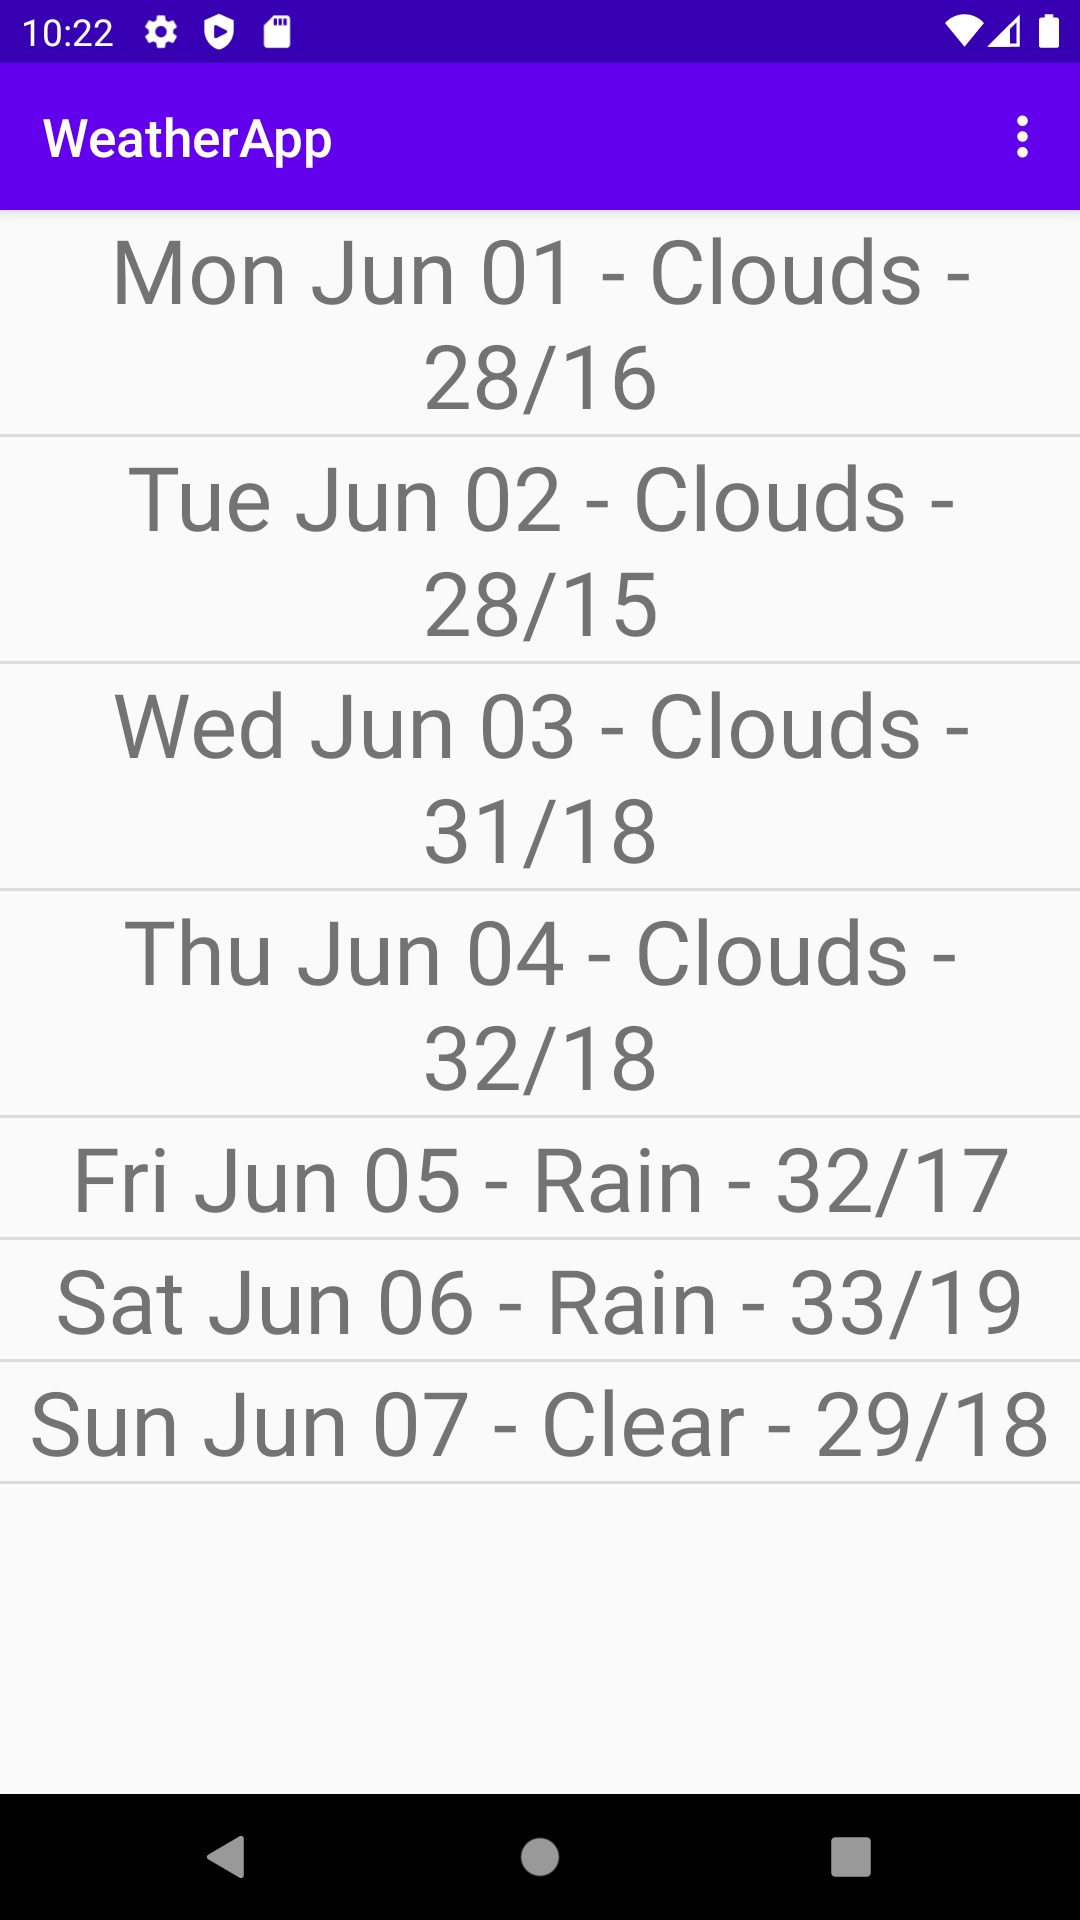 10:22
WeatherApp
Mon Jun 01 - Clouds -
28/16
Tue Jun 02 - Clouds -
28/15
Wed Jun 03 - Clouds -
31/18
Thu Jun 04 - Clouds -
32/18
Fri Jun 05 - Rain - 32/17
Sat Jun 06 - Rain - 33/19
Sun Jun 07 - Clear - 29/18